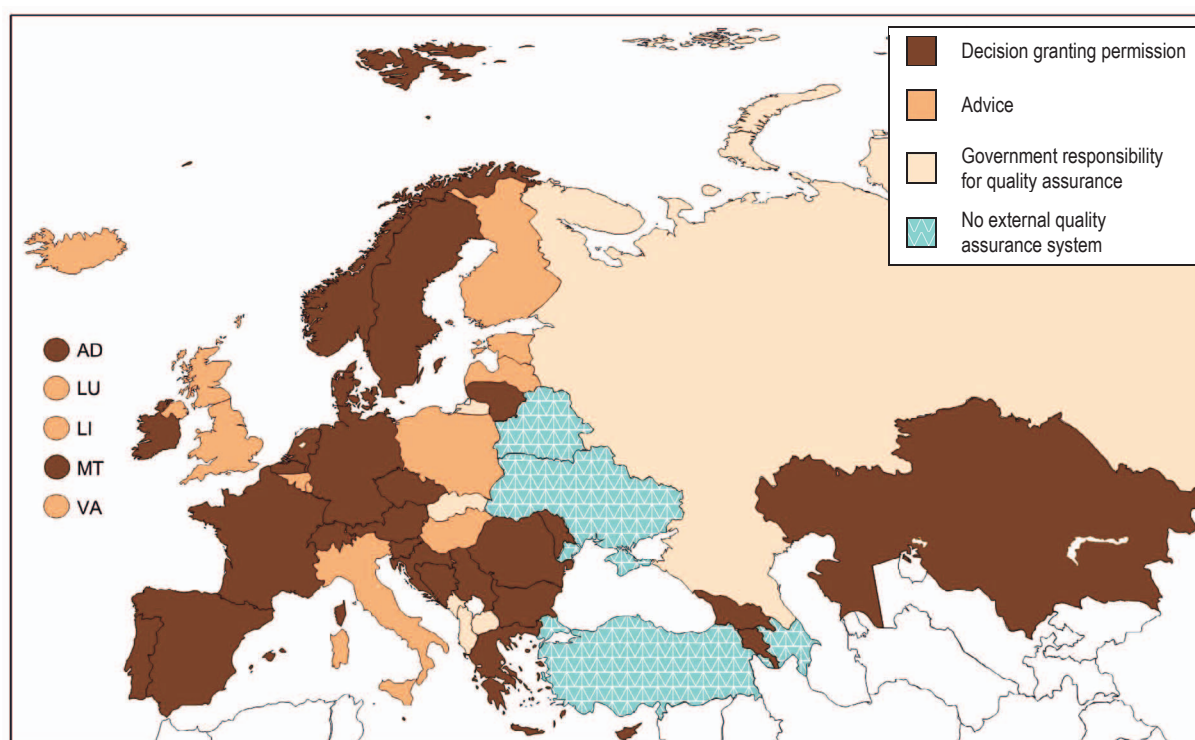 Decision granting permission
Advice
Government responsibility
for quality assurance
No external quality
assurance system
AD
LU
LI
MT
VA